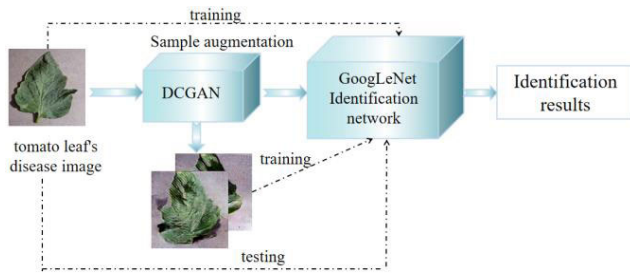 training
Sample augmentation
DCGAN
GoogLeNet
Identification
network
Identification
results
tomato leaf's
disease image
training
testing